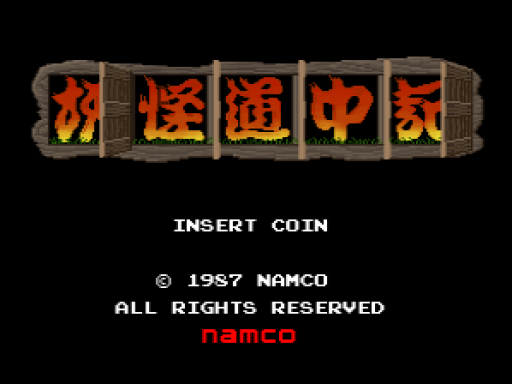 妖怪道中記
INSERT COIN
© 1987 NAMCO
ALL RIGHTS RESERVED
namco